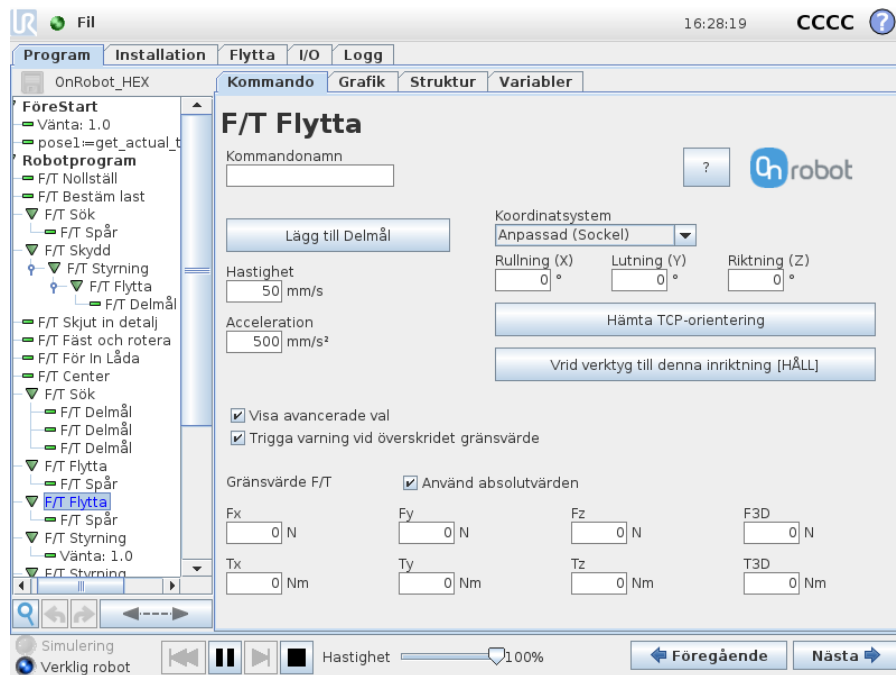 UR Fil 16:28:19 CCCC ?
Program Installation Flytta I/O Logg
OnRobot_HEX
Kommando Grafik Struktur Variabler
FöreStart
Vänta: 1.0
pose1:=get_actual_t
Robotprogram
F/T Nollställ
F/T Bestäm last
F/T Sök
F/T Spår
F/T Skydd
F/T Styrning
F/T Flytta
F/T Delmål
F/T Skjut in detalj
F/T Fäst och rotera
F/T För In Låda
F/T Center
F/T Sök
F/T Delmål
F/T Delmål
F/T Delmål
F/T Flytta
F/T Spår
F/T Flytta
F/T Spår
F/T Styrning
Vänta: 1.0
F/T Styrning
F/T Flytta
Kommandonamn
?
On robot
Lägg till Delmål
Koordinatsystem
Anpassad (Sockel)
Hastighet
50 mm/s
Rullning (X) Lutning (Y) Riktning (Z)
0 ° 0 ° 0 °
Acceleration
500 mm/s²
Hämta TCP-orientering
Vrid verktyg till denna inriktning [HÅLL]
Visa avancerade val
Trigga varning vid överskridet gränsvärde
Gränsvärde F/T Använd absolutvärden
Fx Fy Fz F3D
0 N 0 N 0 N 0 N
Tx Ty Tz T3D
0 Nm 0 Nm 0 Nm 0 Nm
Simulering
Verklig robot
Hastighet 100%
Föregående Nästa